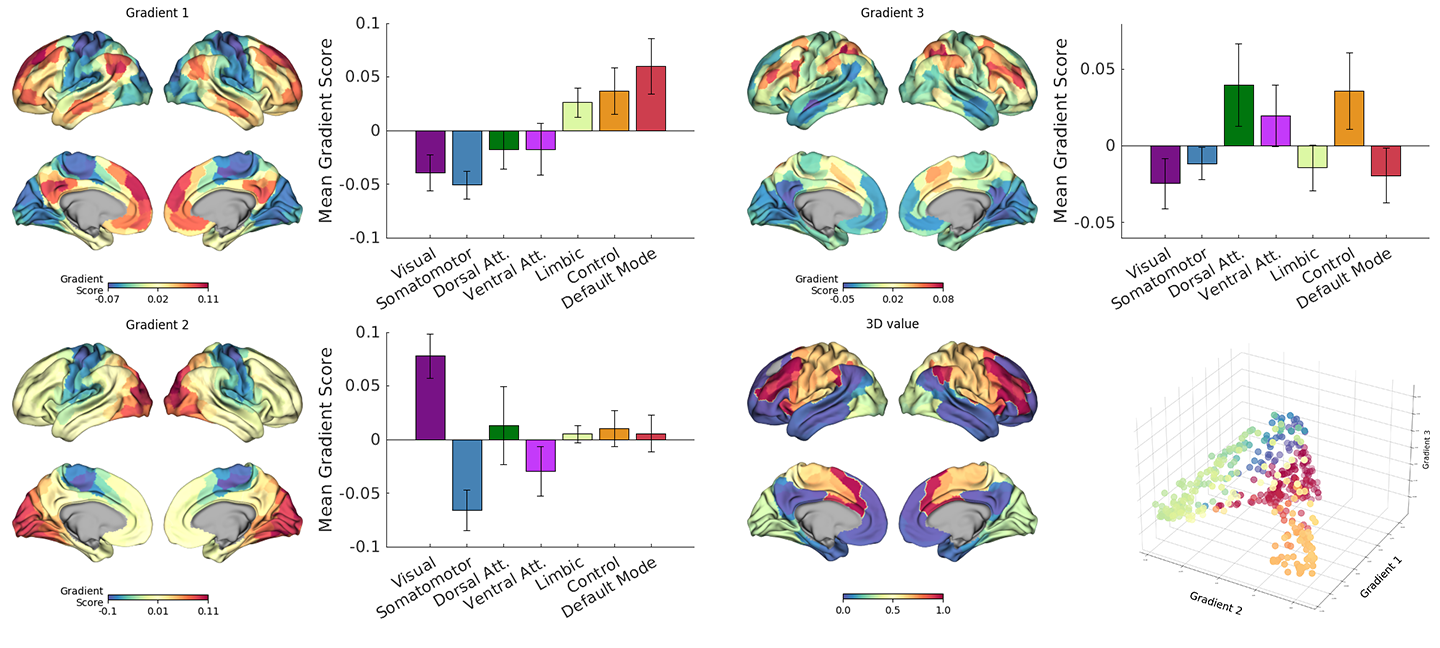 Gradient 1
Mean Gradient Score
0.1
0.05
0
-0.05
-0.1
Visual
Somatomotor
Dorsal Att.
Ventral Att.
Limbic
Control
Default Mode
Gradient
Score
-0.07 0.02 0.11
Gradient 3
Mean Gradient Score
0.05
0
-0.05
Visual
Somatomotor
Dorsal Att.
Ventral Att.
Limbic
Control
Default Mode
Gradient
Score
-0.05 0.02 0.08
Gradient 2
Mean Gradient Score
0.1
0.05
0
-0.05
-0.1
Visual
Somatomotor
Dorsal Att.
Ventral Att.
Limbic
Control
Default Mode
Gradient
Score
-0.1 0.01 0.11
3D value
0.0 0.5 1.0
Gradient 3
Gradient 1
Gradient 2